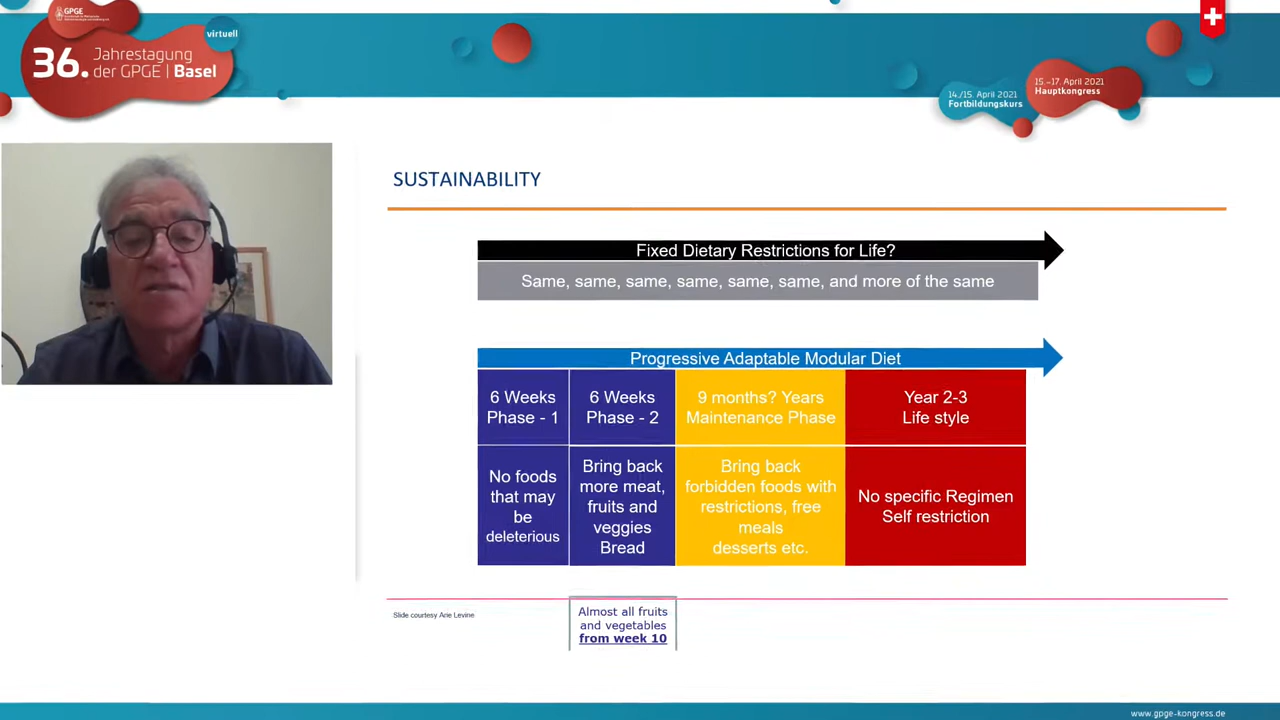 GPGE
36. Jahrestagung
der GPGE | Basel
virtuell
14./15. April 2021
Fortbildungskurs
15.–17. April 2021
Hauptkongress
SUSTAINABILITY
Fixed Dietary Restrictions for Life?
Same, same, same, same, same, same, and more of the same
Progressive Adaptable Modular Diet
6 Weeks
Phase - 1
6 Weeks
Phase - 2
9 months? Years
Maintenance Phase
Year 2-3
Life style
No foods
that may
be
deleterious
Bring back
more meat,
fruits and
veggies
Bread
Bring back
forbidden foods with
restrictions, free
meals
desserts etc.
No specific Regimen
Self restriction
Slide courtesy Arie Levine
Almost all fruits
and vegetables
from week 10
www.gpge-kongress.de